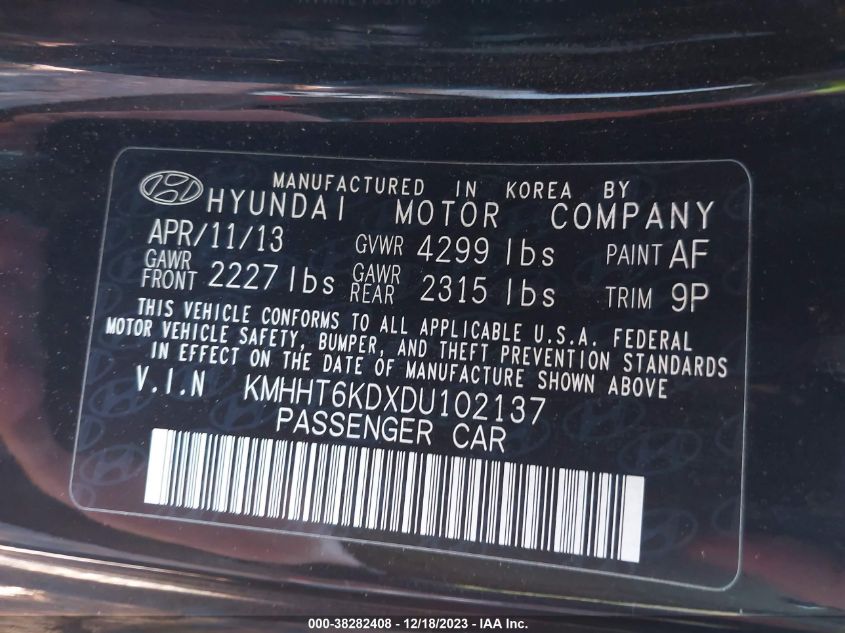 MANUFACTURED IN KOREA BY
HYUNDAI MOTOR COMPANY
APR/11/13 GVWR 4299 lbs PAINT AF
GAWR FRONT 2227 lbs GAWR REAR 2315 lbs TRIM 9P
THIS VEHICLE CONFORMS TO ALL APPLICABLE U.S.A. FEDERAL
MOTOR VEHICLE SAFETY, BUMPER, AND THEFT PREVENTION STANDARDS
IN EFFECT ON THE DATE OF MANUFACTURE SHOWN ABOVE
V.I.N KMHHT6KDXDU102137
PASSENGER CAR
000-38282408 - 12/18/2023 - IAA Inc.